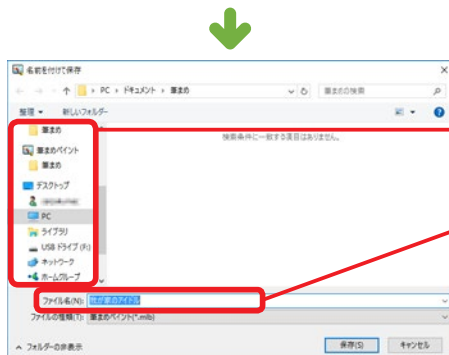 名前を付けて保存
PC › ドキュメント › 筆まめ
筆まめの検索
整理 新しいフォルダー
筆まめ
検索条件に一致する項目はありません。
筆まめペイント
筆まめ
デスクトップ
PC
ライブラリ
USB ドライブ (F:)
ネットワーク
ホームグループ
ファイル名(N): 我が家のアイドル
ファイルの種類(T): 筆まめペイント(*.mib)
フォルダーの非表示
保存(S) キャンセル